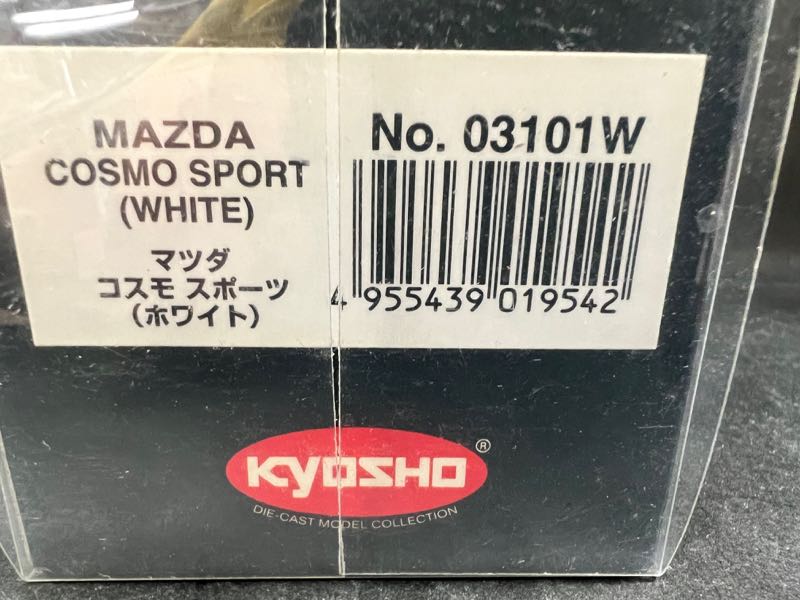 MAZDA
COSMO SPORT
(WHITE)
マツダ
コスモ スポーツ
(ホワイト)
No. 03101W
4 955439 019542
KYOSHO ®
DIE-CAST MODEL COLLECTION